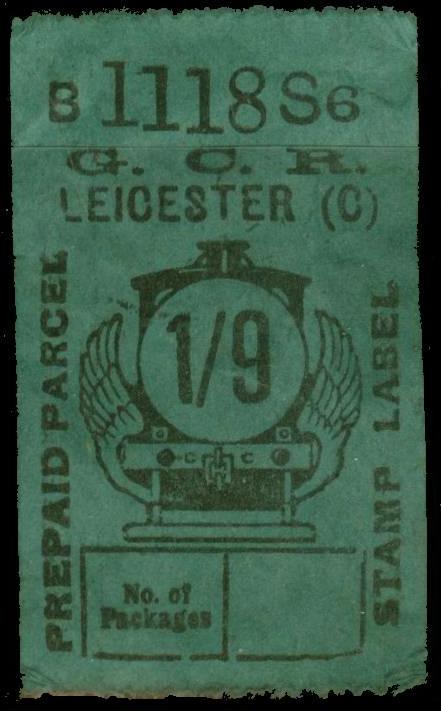 B 1118 S6
G. C. R.
LEICESTER (C)
PREPAID PARCEL
1/9
G C
STAMP LABEL
No. of
Packages